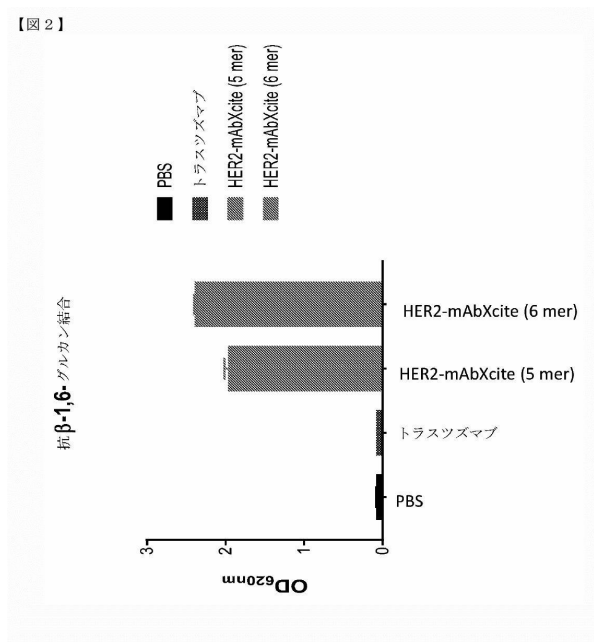 【図2】
抗β-1,6-グルカン結合
PBS
トラスツズマブ
HER2-mAbXcite (5 mer)
HER2-mAbXcite (6 mer)
OD620nm
3
2
1
0
PBS
トラスツズマブ
HER2-mAbXcite (5 mer)
HER2-mAbXcite (6 mer)